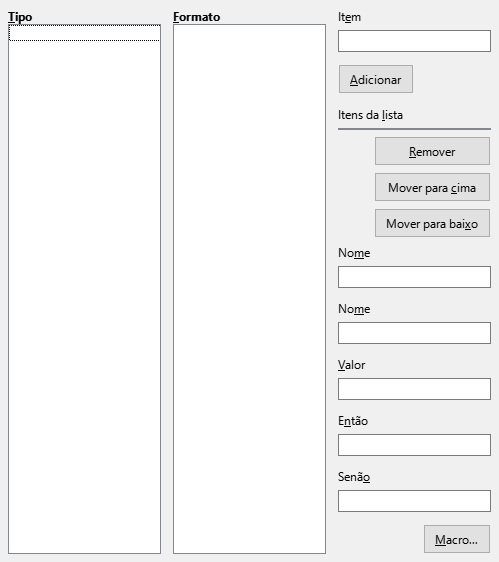 Tipo
Formato
Item
Adicionar
Itens da lista
Remover
Mover para cima
Mover para baixo
Nome
Nome
Valor
Então
Senão
Macro...